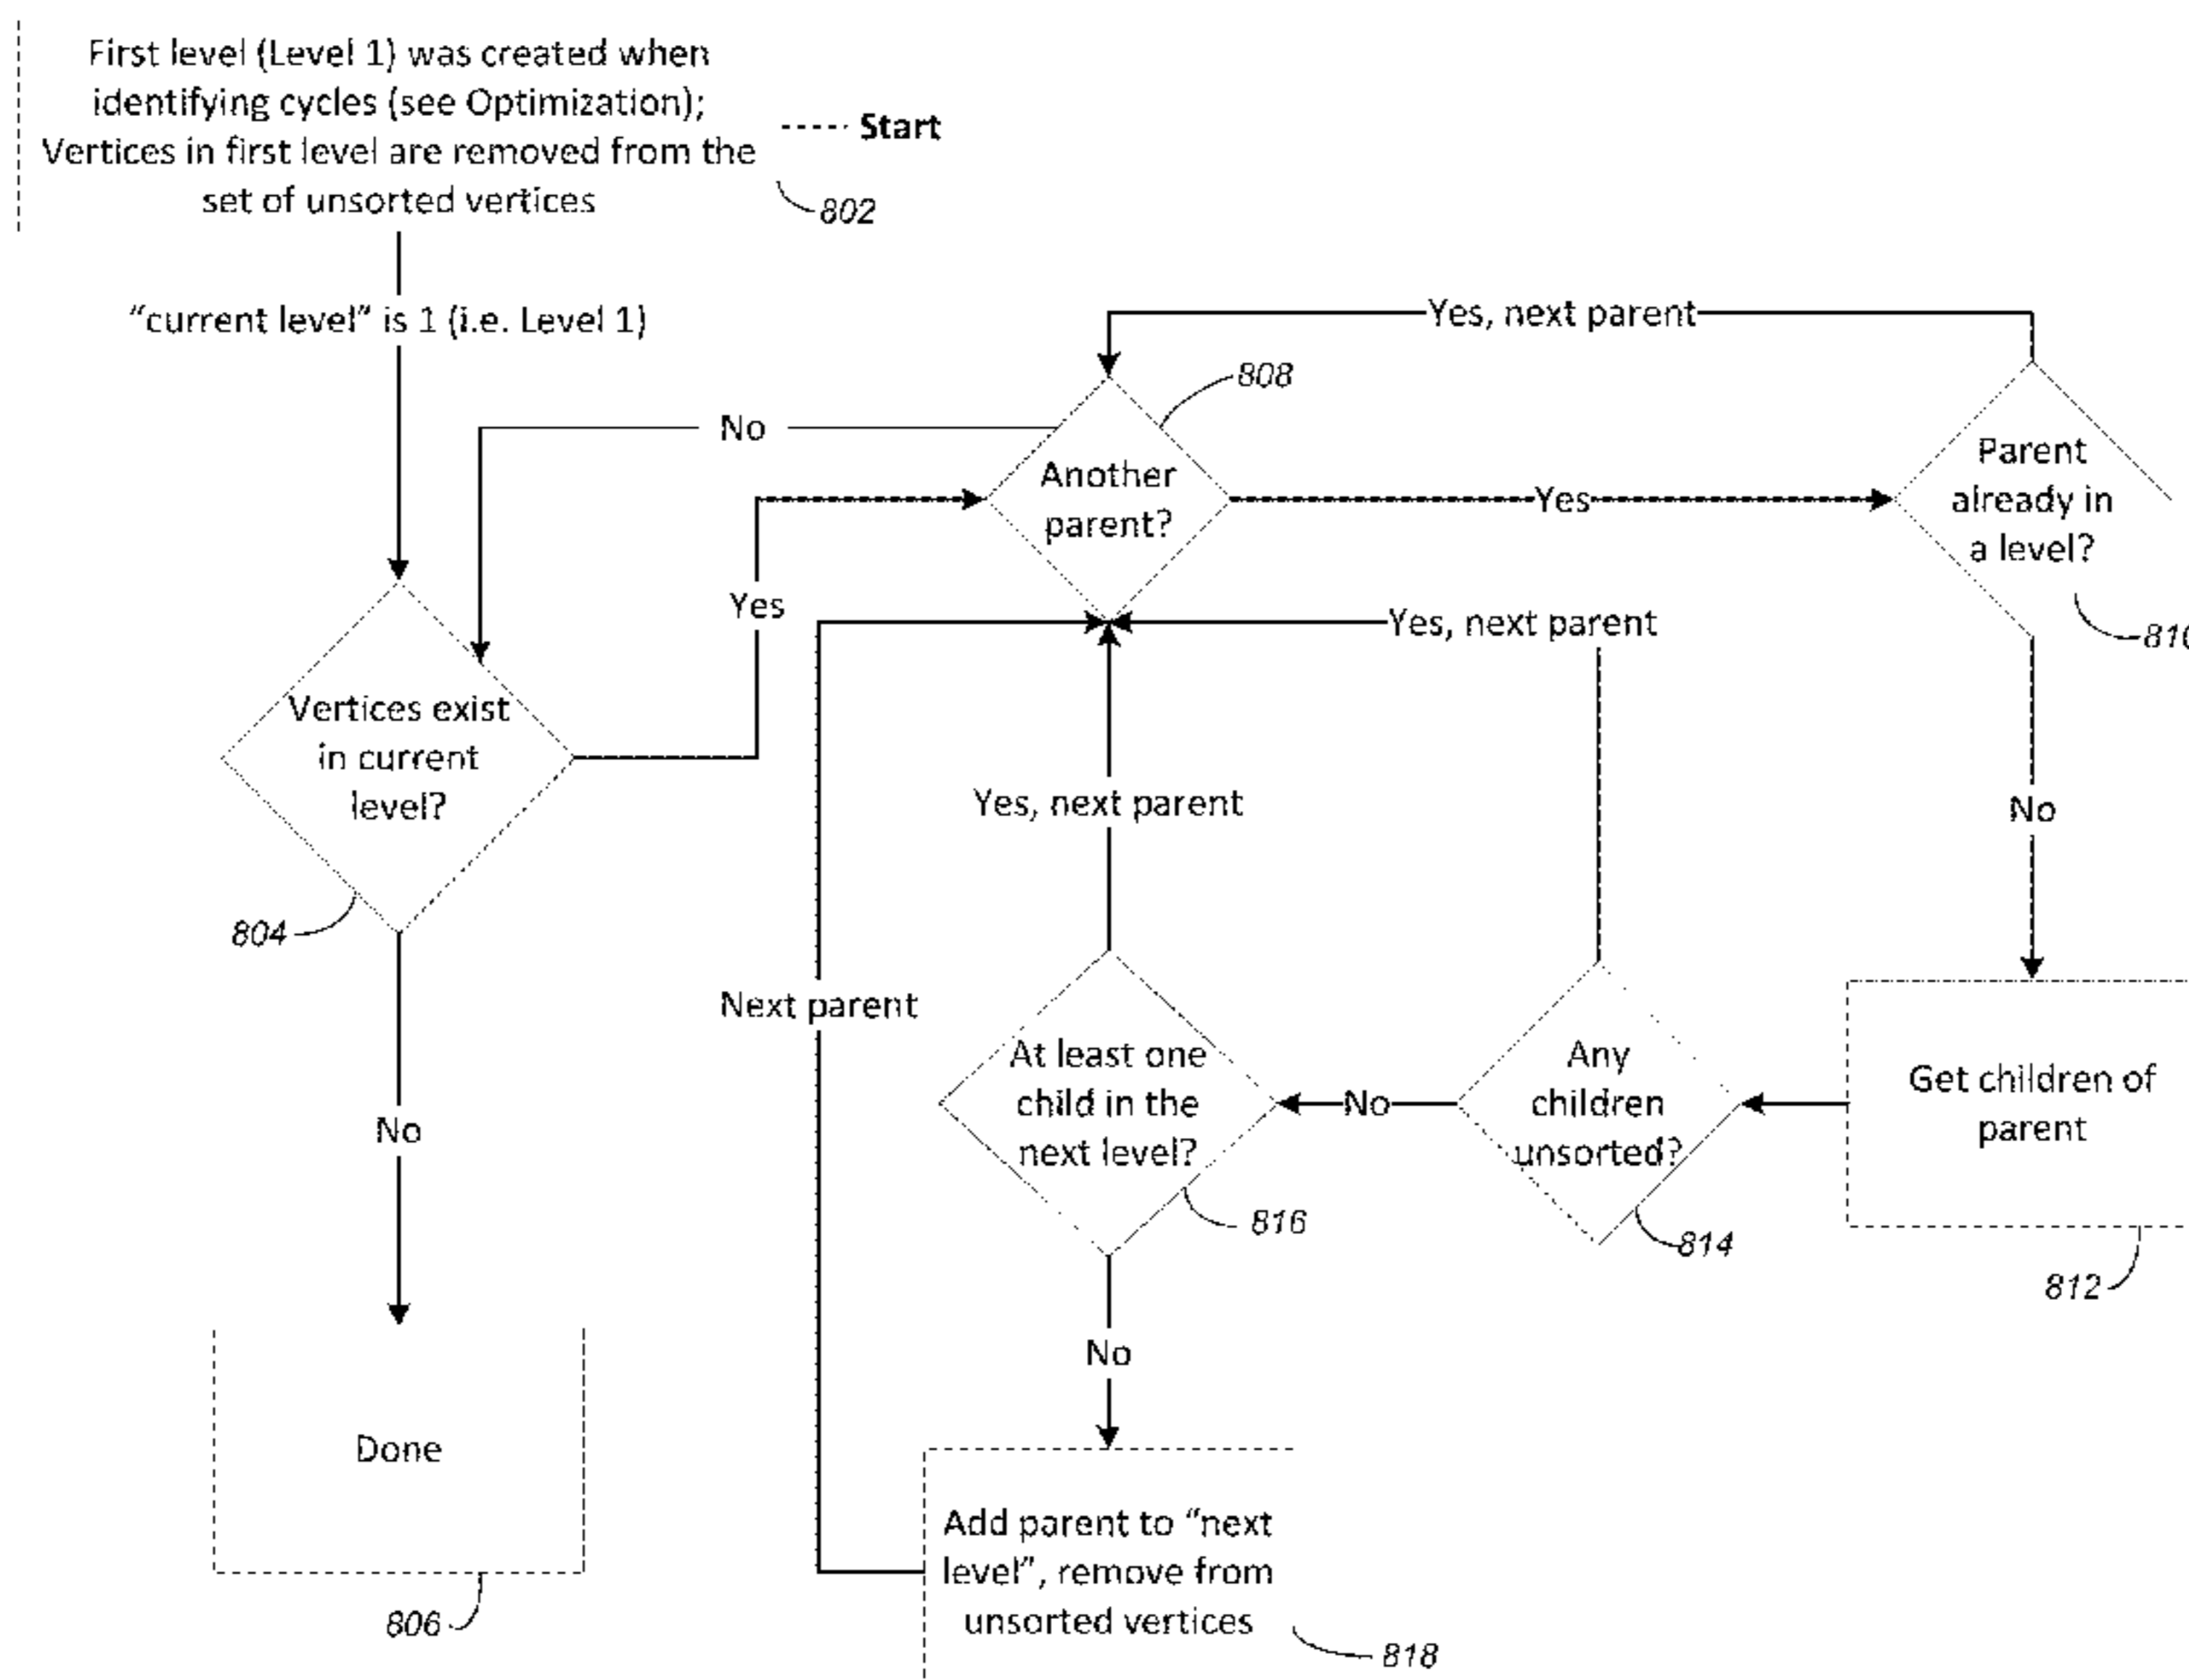 First level (Level 1) was created when
identifying cycles (see Optimization);
Vertices in first level are removed from the
set of unsorted vertices
Start
802
“current level” is 1 (i.e. Level 1)
Yes, next parent
808
No
Another
parent?
Yes
Parent
already in
a level?
Yes
Yes, next parent
Vertices exist
in current
level?
804
Yes, next parent
No
Next parent
At least one
child in the
next level?
816
No
Any
children
unsorted?
814
Get children of
parent
812
No
No
Done
806
Add parent to “next
level”, remove from
unsorted vertices
818